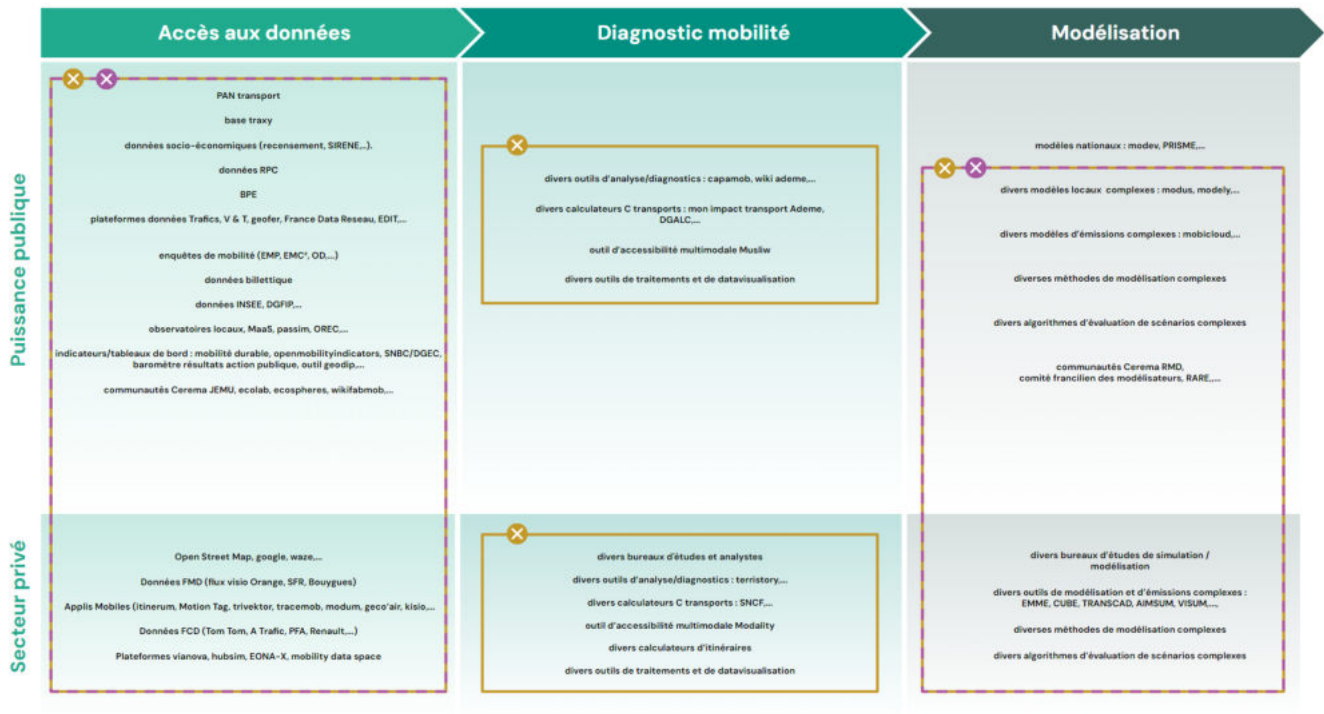 Accès aux données
Diagnostic mobilité
Modélisation
Puissance publique
PAN transport
base traxy
données socio-économiques (recensement, SIRENE,..).
données RPC
BPE
plateformes données Trafics, V & T, geofer, France Data Reseau, EDIT,...
enquêtes de mobilité (EMP, EMC², OD,...)
données billettique
données INSEE, DGFIP,...
observatoires locaux, MaaS, passim, OREC,...
indicateurs/tableaux de bord : mobilité durable, openmobilityindicators, SNBC/DGEC,
baromètre résultats action publique, outil geodip,...
communautés Cerema JEMU, ecolab, ecospheres, wikifabmob,...
divers outils d'analyse/diagnostics : capamob, wiki ademe,...
divers calculateurs C transports : mon impact transport Ademe,
DGALC,...
outil d'accessibilité multimodale Musliw
divers outils de traitements et de datavisualisation
modèles nationaux : modev, PRISME,...
divers modèles locaux complexes : modus, modely,...
divers modèles d'émissions complexes : mobicloud,...
diverses méthodes de modélisation complexes
divers algorithmes d'évaluation de scénarios complexes
communautés Cerema RMD,
comité francilien des modélisateurs, RARE,...
Secteur privé
Open Street Map, google, waze,...
Données FMD (flux visio Orange, SFR, Bouygues)
Applis Mobiles (itinerum, Motion Tag, trivektor, tracemob, modum, geco'air, kisio,...
Données FCD (Tom Tom, A Trafic, PFA, Renault,...)
Plateformes vianova, hubsim, EONA-X, mobility data space
divers bureaux d'études et analystes
divers outils d'analyse/diagnostics : terristory,...
divers calculateurs C transports : SNCF,...
outil d'accessibilité multimodale Modality
divers calculateurs d'itinéraires
divers outils de traitements et de datavisualisation
divers bureaux d'études de simulation /
modélisation
divers outils de modélisation et d'émissions complexes :
EMME, CUBE, TRANSCAD, AIMSUM, VISUM,...,
diverses méthodes de modélisation complexes
divers algorithmes d'évaluation de scénarios complexes